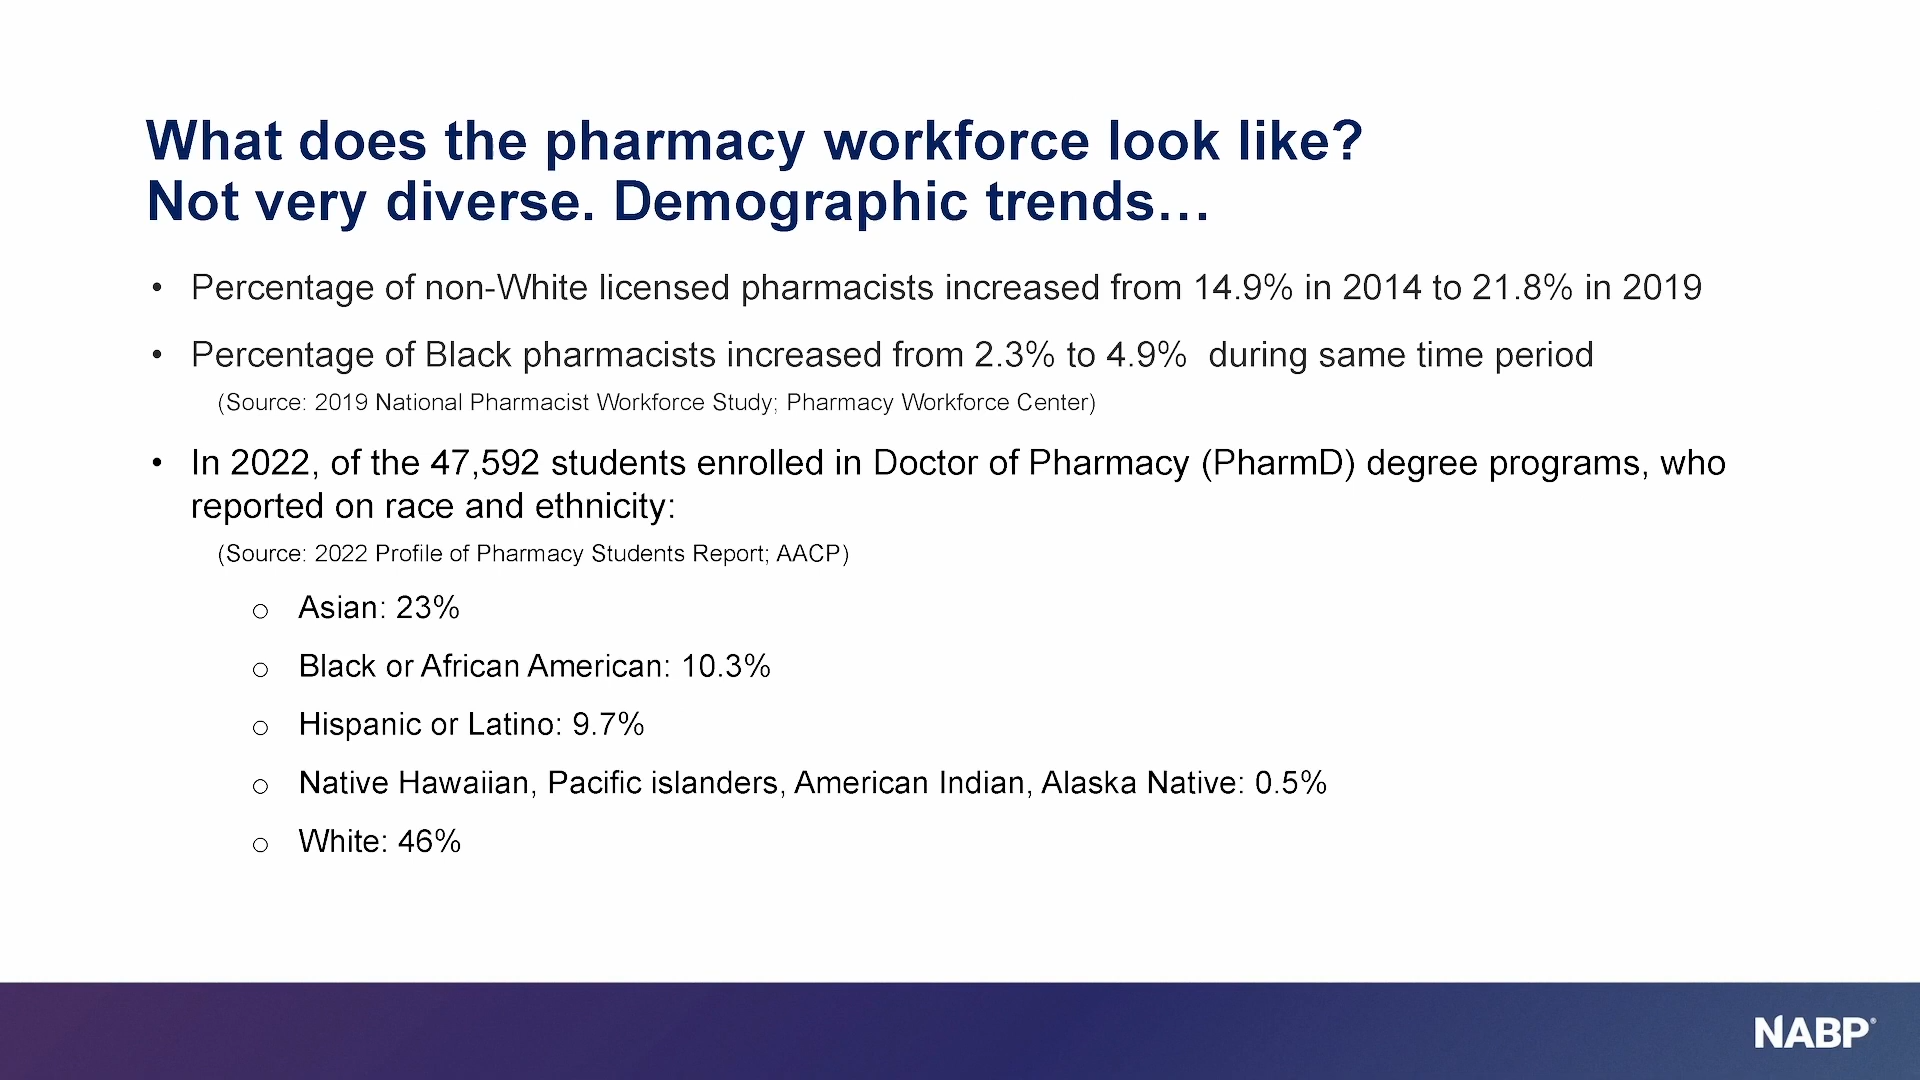 What does the pharmacy workforce look like?
Not very diverse. Demographic trends…
• Percentage of non-White licensed pharmacists increased from 14.9% in 2014 to 21.8% in 2019
• Percentage of Black pharmacists increased from 2.3% to 4.9%  during same time period
(Source: 2019 National Pharmacist Workforce Study; Pharmacy Workforce Center)
• In 2022, of the 47,592 students enrolled in Doctor of Pharmacy (PharmD) degree programs, who
reported on race and ethnicity:
(Source: 2022 Profile of Pharmacy Students Report; AACP)
o Asian: 23%
o Black or African American: 10.3%
o Hispanic or Latino: 9.7%
o Native Hawaiian, Pacific islanders, American Indian, Alaska Native: 0.5%
o White: 46%
NABP®